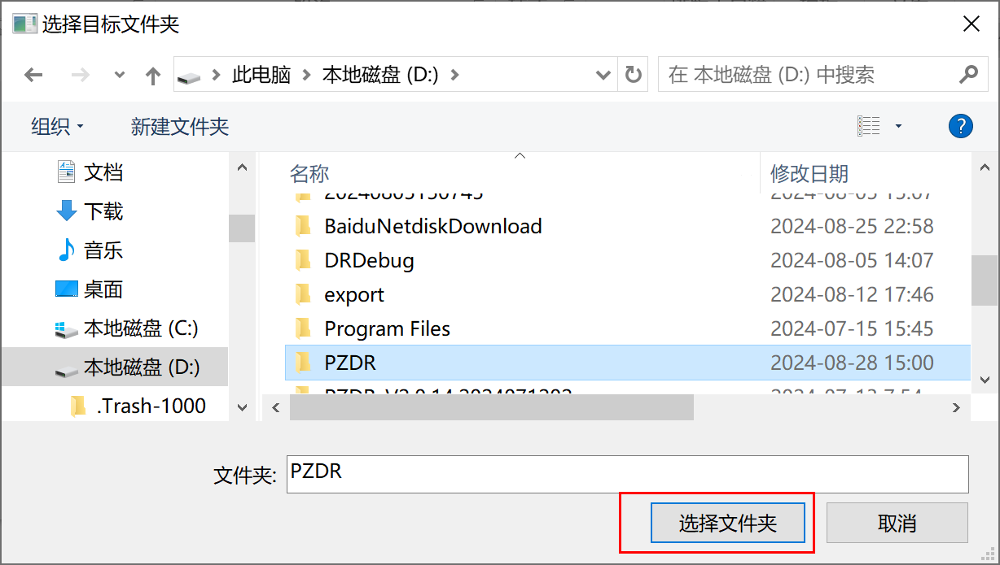 选择目标文件夹
此电脑 > 本地磁盘 (D:) >
在 本地磁盘 (D:) 中搜索
组织
新建文件夹
文档
下载
音乐
桌面
本地磁盘 (C:)
本地磁盘 (D:)
.Trash-1000
名称 修改日期
BaiduNetdiskDownload 2024-08-25 22:58
DRDebug 2024-08-05 14:07
export 2024-08-12 17:46
Program Files 2024-07-15 15:45
PZDR 2024-08-28 15:00
文件夹: PZDR
选择文件夹 取消